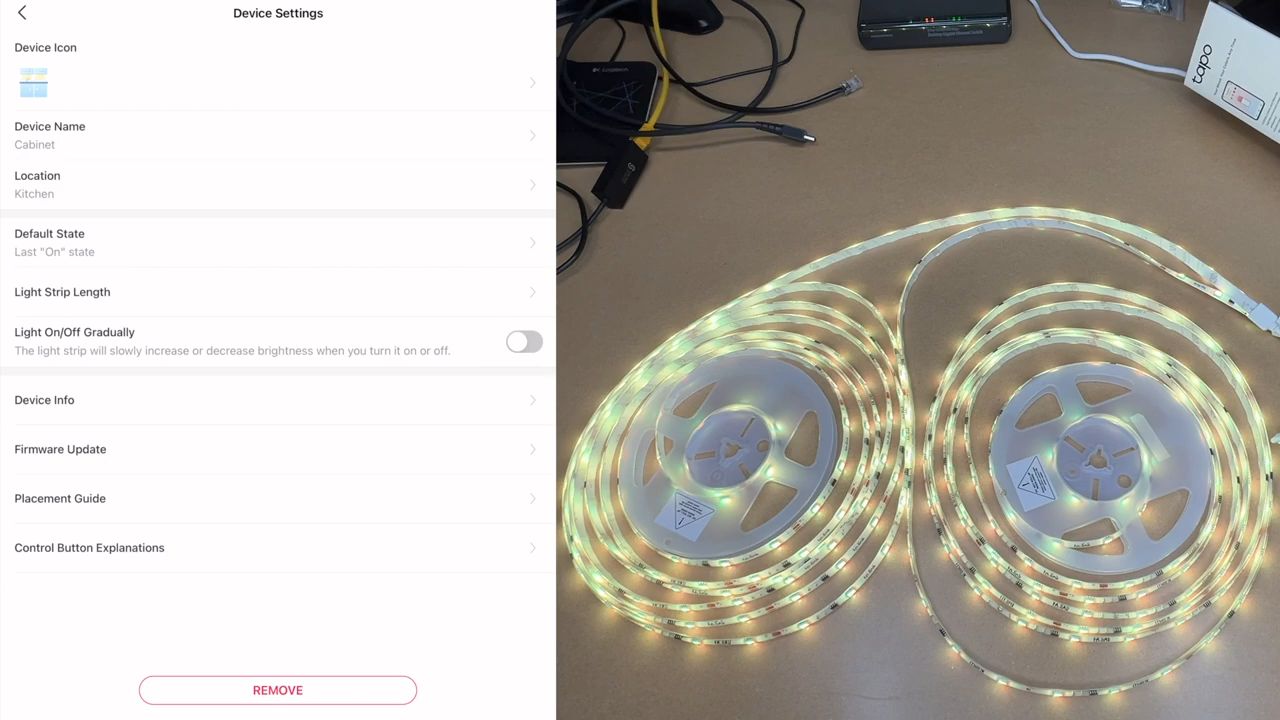 Device Settings
Device Icon
Device Name
Cabinet
Location
Kitchen
Default State
Last "On" state
Light Strip Length
Light On/Off Gradually
The light strip will slowly increase or decrease brightness when you turn it on or off.
Device Info
Firmware Update
Placement Guide
Control Button Explanations
REMOVE
tapo